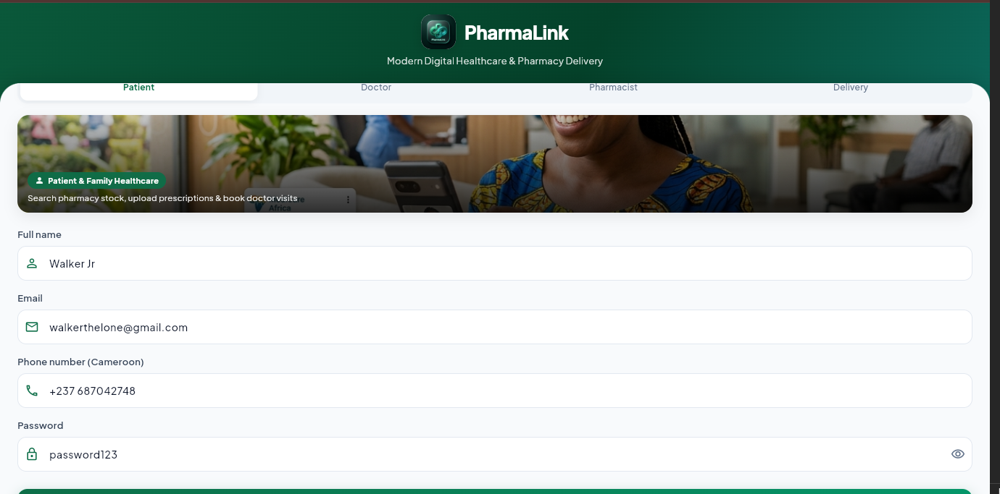 PharmaLink
Modern Digital Healthcare & Pharmacy Delivery
Patient
Doctor
Pharmacist
Delivery
Patient & Family Healthcare
Search pharmacy stock, upload prescriptions & book doctor visits
Africa
Full name
Walker Jr
Email
walkerthelone@gmail.com
Phone number (Cameroon)
+237 687042748
Password
password123